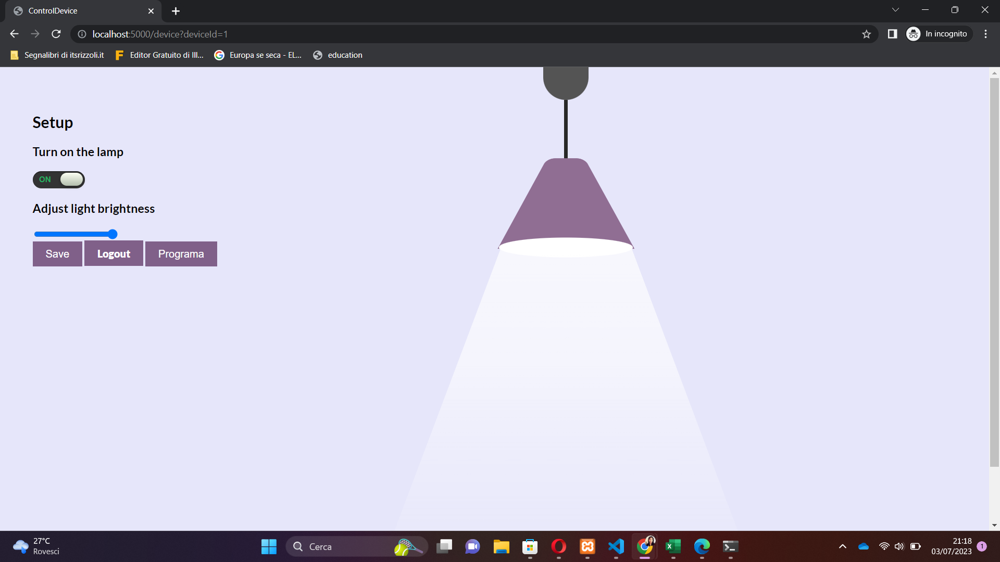 ControlDevice
localhost:5000/device?deviceId=1
In incognito
Segnalibri di itsrizzoli.it
Editor Gratuito di Ill...
Europa se seca - EL...
education
Setup
Turn on the lamp
ON
Adjust light brightness
Save
Logout
Programa
27°C
Rovesci
Cerca
21:18
03/07/2023
1